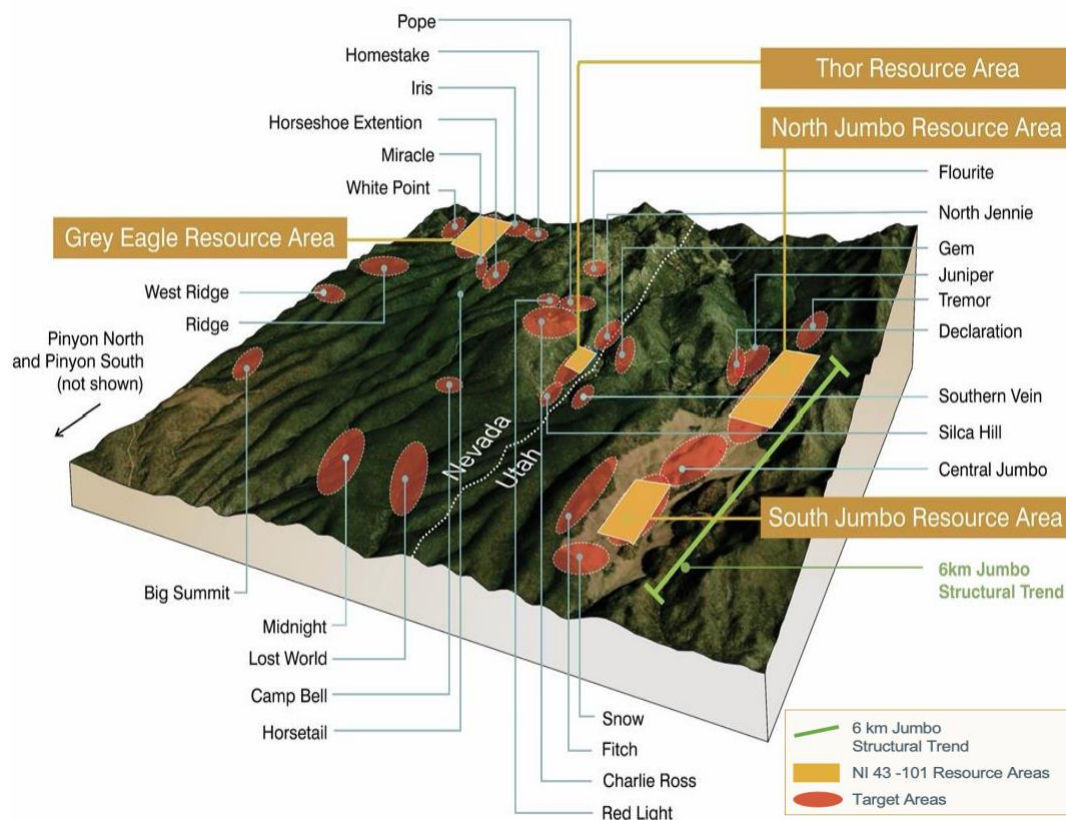 Pope
Homestake
Iris
Horseshoe Extention
Miracle
White Point
Thor Resource Area
North Jumbo Resource Area
Flourite
North Jennie
Gem
Juniper
Tremor
Declaration
Southern Vein
Silca Hill
Central Jumbo
South Jumbo Resource Area
6km Jumbo
Structural Trend
Grey Eagle Resource Area
West Ridge
Ridge
Pinyon North
and Pinyon South
(not shown)
Nevada
Utah
Big Summit
Midnight
Lost World
Camp Bell
Horsetail
Snow
Fitch
Charlie Ross
Red Light
6 km Jumbo
Structural Trend
NI 43 -101 Resource Areas
Target Areas